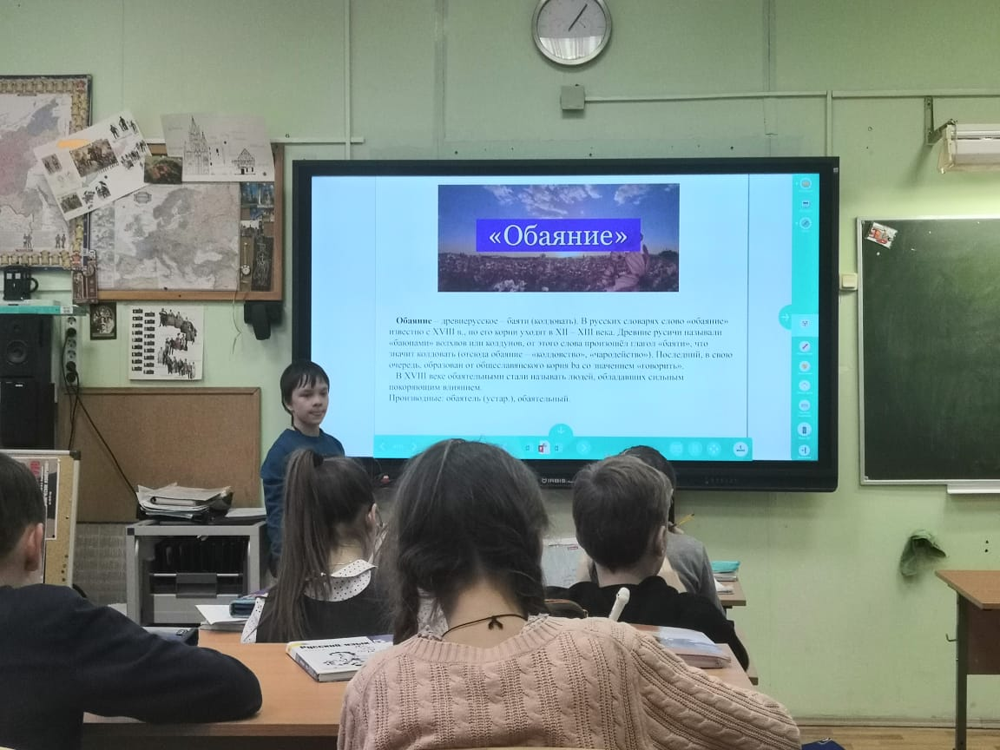 «Обаяние»
Обаяние – древнерусское – баяти (колдовать). В русских словарях слово «обаяние»
известно с XVIII в., но его корни уходят в XII – XIII века. Древние русичи называли
«баюнами» волхвов или колдунов, от этого слова произошёл глагол «баяти», что
значит колдовать (отсюда обаяние – «колдовство», «чародейство»). Последний, в свою
очередь, образован от общеславянского корня ba со значением «говорить».
В XVIII веке обаятельными стали называть людей, обладавших сильным
покоряющим влиянием.
Производные: обаятель (устар.), обаятельный.
IRBIS
Русский язык